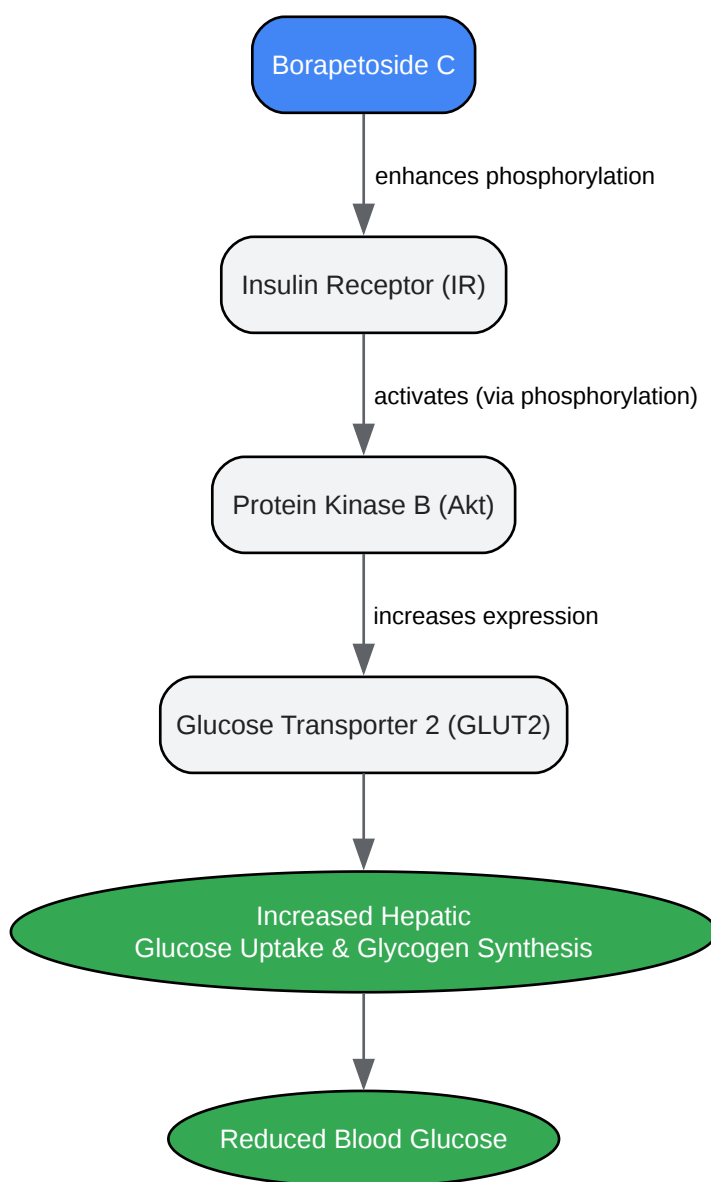 Borapetoside C
enhances phosphorylation
Insulin Receptor (IR)
activates (via phosphorylation)
Protein Kinase B (Akt)
increases expression
Glucose Transporter 2 (GLUT2)
Increased Hepatic
Glucose Uptake & Glycogen Synthesis
Reduced Blood Glucose